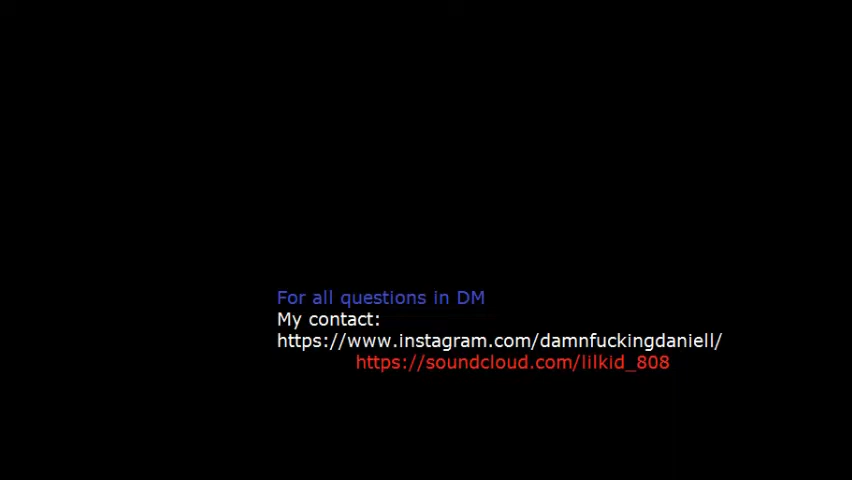 For all questions in DM
My contact:
https://www.instagram.com/damnfuckingdaniell/
https://soundcloud.com/lilkid_808